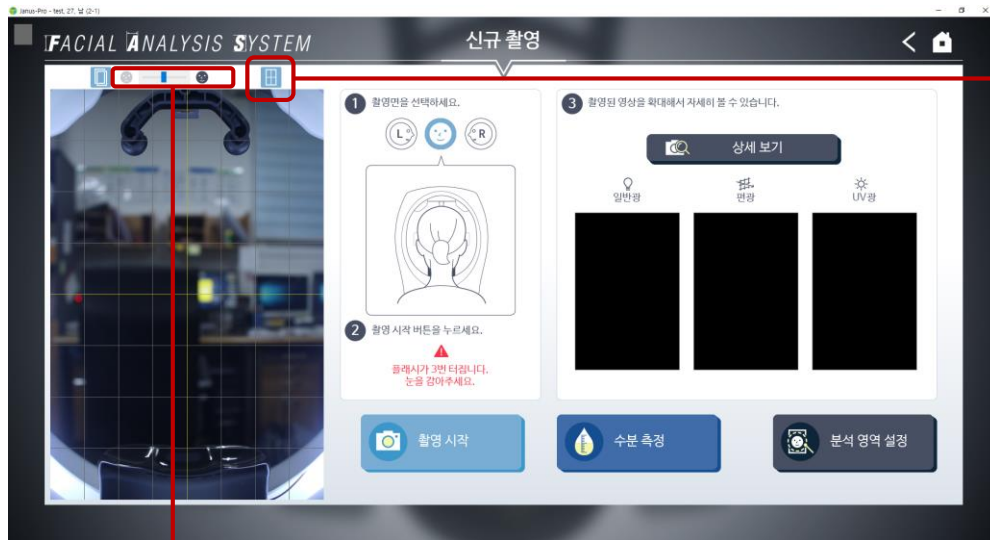 Janus-Pro - test, 27, 남 (2-1)
FACIAL ANALYSIS SYSTEM
신규 촬영
1 촬영면을 선택하세요.
L R
2 촬영 시작 버튼을 누르세요.
플래시가 3번 터집니다.
눈을 감아주세요.
3 촬영된 영상을 확대해서 자세히 볼 수 있습니다.
상세 보기
일반광 편광 UV광
촬영 시작
수분 측정
분석 영역 설정